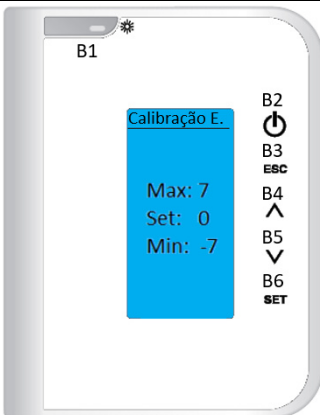 B1
Calibração E.
Max: 7
Set: 0
Min: -7
B2
B3
ESC
B4
B5
B6
SET